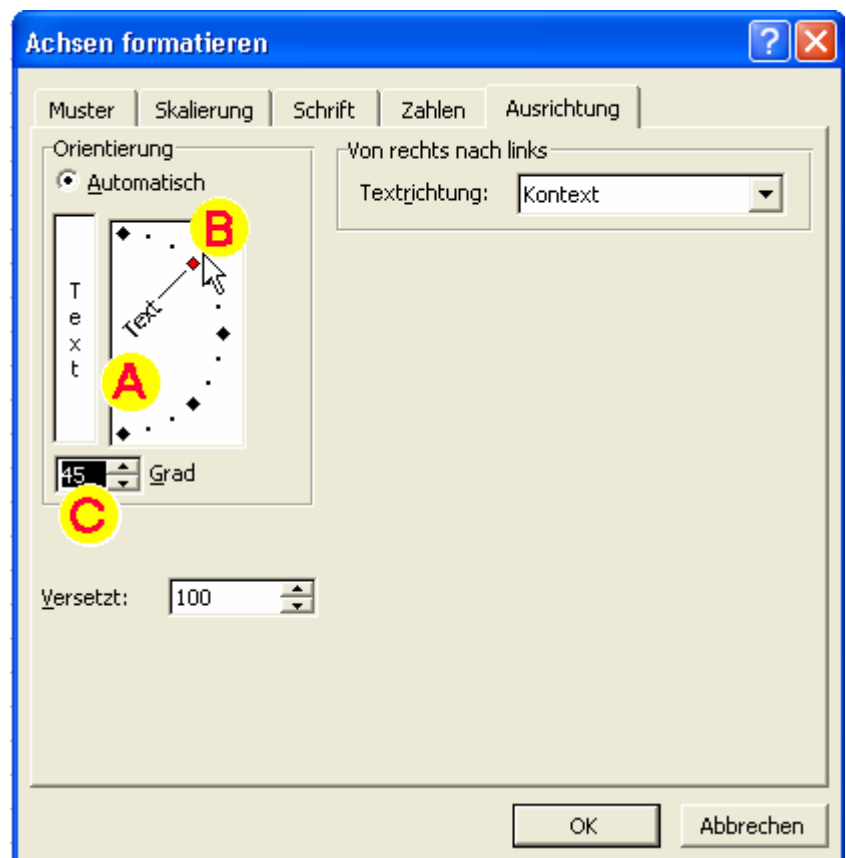 Achsen formatieren
Muster Skalierung Schrift Zahlen Ausrichtung
Orientierung
Automatisch
Text
Text
B
A
45 Grad
C
Versetzt: 100
Von rechts nach links
Textrichtung: Kontext
OK Abbrechen